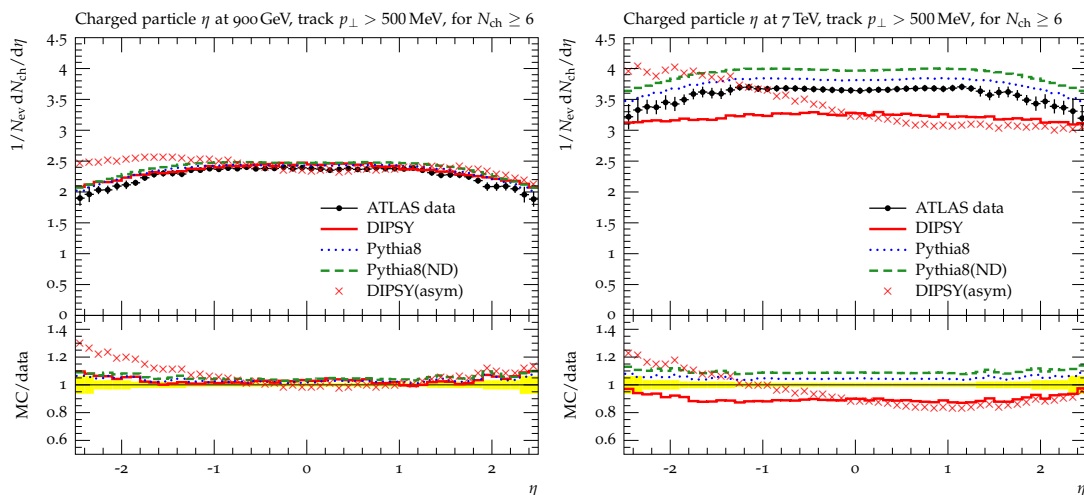 Charged particle η at 900 GeV, track p⊥ > 500 MeV, for Nch ≥ 6
1/Nev dNch/dη
4.5
4
3.5
3
2.5
2
1.5
1
0.5
0
ATLAS data
DIPSY
Pythia8
Pythia8(ND)
DIPSY(asym)
MC/data
1.4
1.2
1
0.8
0.6
-2 -1 0 1 2
η
Charged particle η at 7 TeV, track p⊥ > 500 MeV, for Nch ≥ 6
1/Nev dNch/dη
4.5
4
3.5
3
2.5
2
1.5
1
0.5
0
ATLAS data
DIPSY
Pythia8
Pythia8(ND)
DIPSY(asym)
MC/data
1.4
1.2
1
0.8
0.6
-2 -1 0 1 2
η